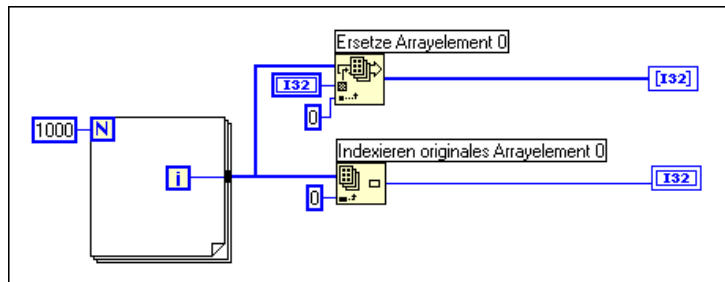 Ersetze Arrayelement 0
I32
[I32]
0
1000
N
Indexieren originales Arrayelement 0
i
I32
0